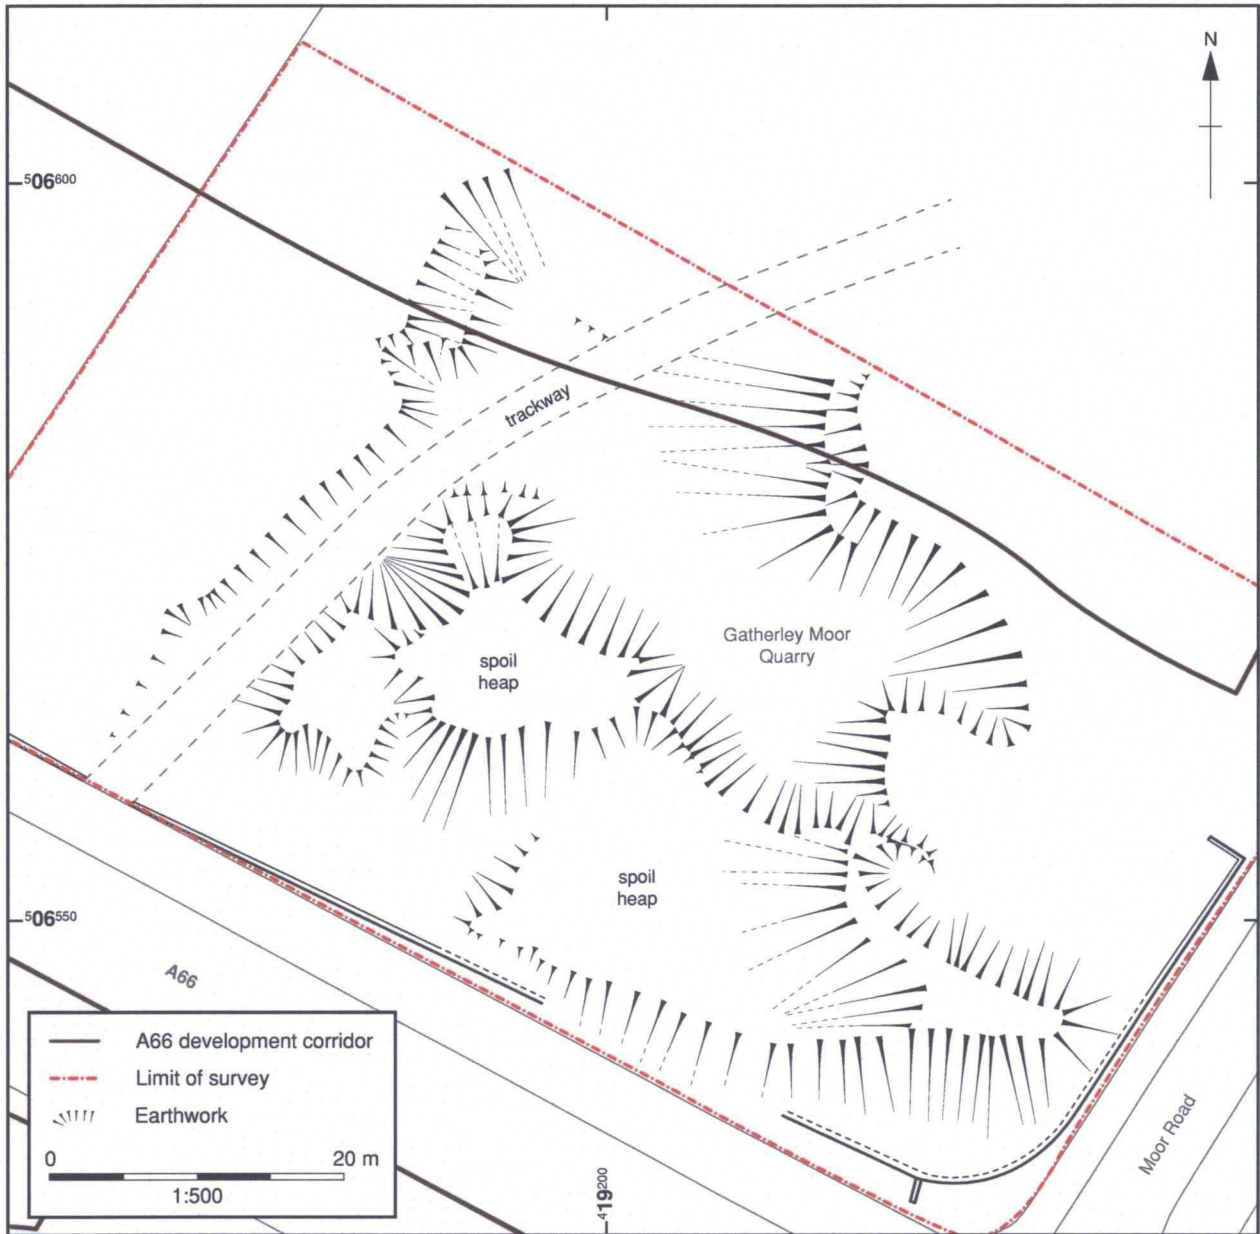 N
⁵06⁶⁰⁰
trackway
Gatherley Moor
Quarry
spoil
heap
spoil
heap
⁵06⁵⁵⁰
A66
A66 development corridor
Limit of survey
Earthwork
0 20 m
1:500
⁴19²⁰⁰
Moor Road